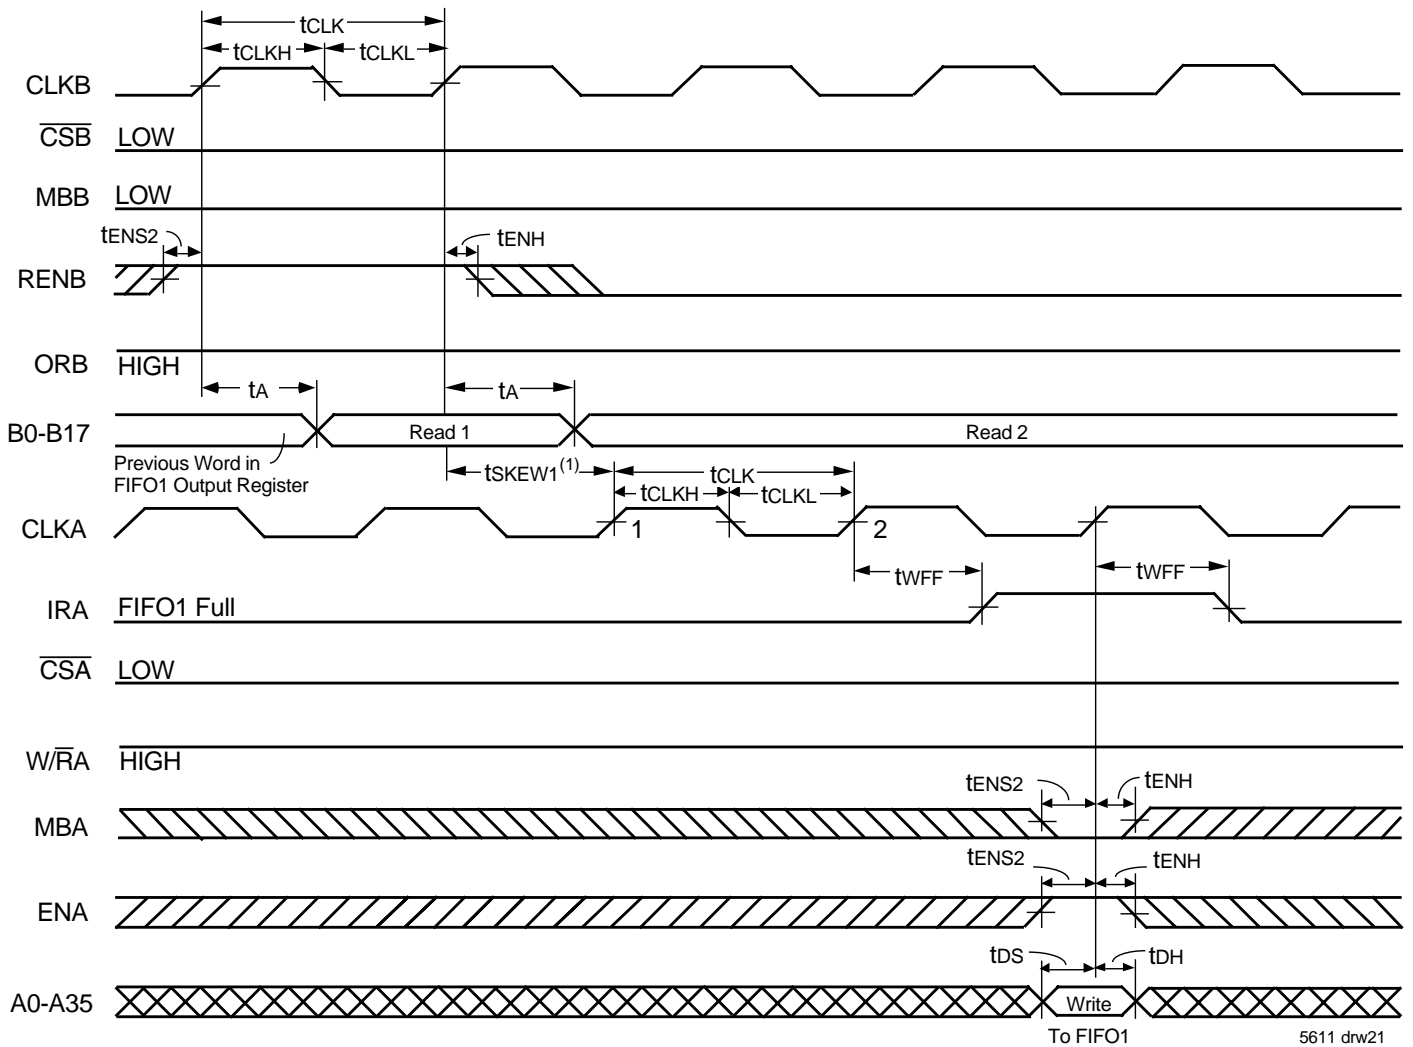 tCLK
tCLKH
tCLKL
CLKB
CSB LOW
MBB LOW
tENS2
tENH
RENB
ORB HIGH
tA
tA
B0-B17
Read 1
Read 2
Previous Word in
FIFO1 Output Register
tSKEW1(1)
tCLK
tCLKH
tCLKL
CLKA
1
2
tWFF
tWFF
IRA FIFO1 Full
CSA LOW
W/RA HIGH
tENS2
tENH
MBA
tENS2
tENH
ENA
tDS
tDH
A0-A35
Write
To FIFO1
5611 drw21